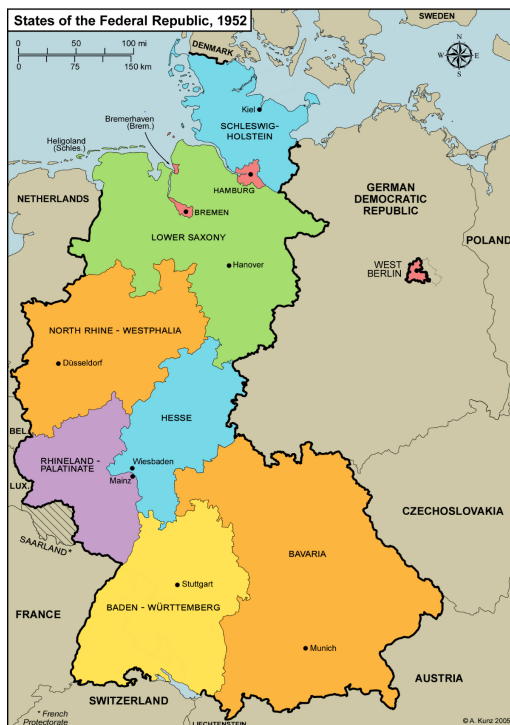 States of the Federal Republic, 1952
0 50 100 mi
0 75 150 km
SWEDEN
DENMARK
N
W E
S
Kiel
SCHLESWIG-
HOLSTEIN
Bremerhaven
(Brem.)
Heligoland
(Schles.)
HAMBURG
NETHERLANDS
GERMAN
DEMOCRATIC
REPUBLIC
BREMEN
LOWER SAXONY
POLAND
WEST
BERLIN
Hanover
NORTH RHINE - WESTPHALIA
Düsseldorf
HESSE
BEL.
RHINELAND -
PALATINATE
Wiesbaden
Mainz
LUX.
CZECHOSLOVAKIA
SAARLAND*
BAVARIA
Stuttgart
BADEN - WÜRTTEMBERG
FRANCE
Munich
AUSTRIA
SWITZERLAND
* French
Protectorate
LIECHTENSTEIN
© A. Kunz 2005